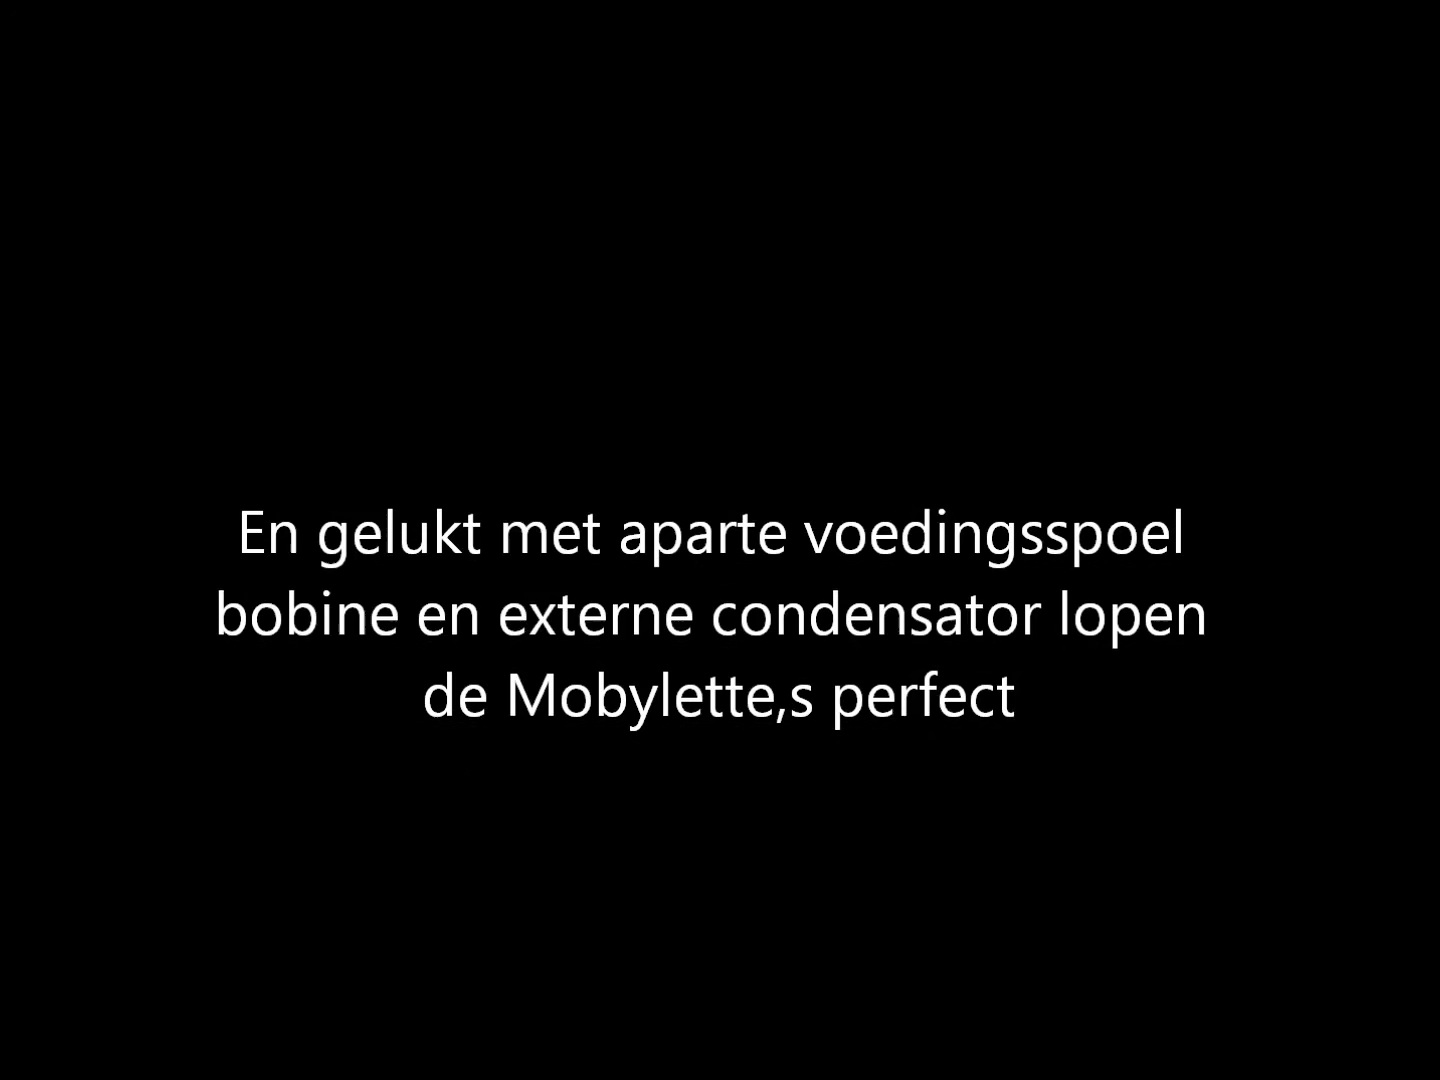 En gelukt met aparte voedingsspoel
bobine en externe condensator lopen
de Mobylette,s perfect